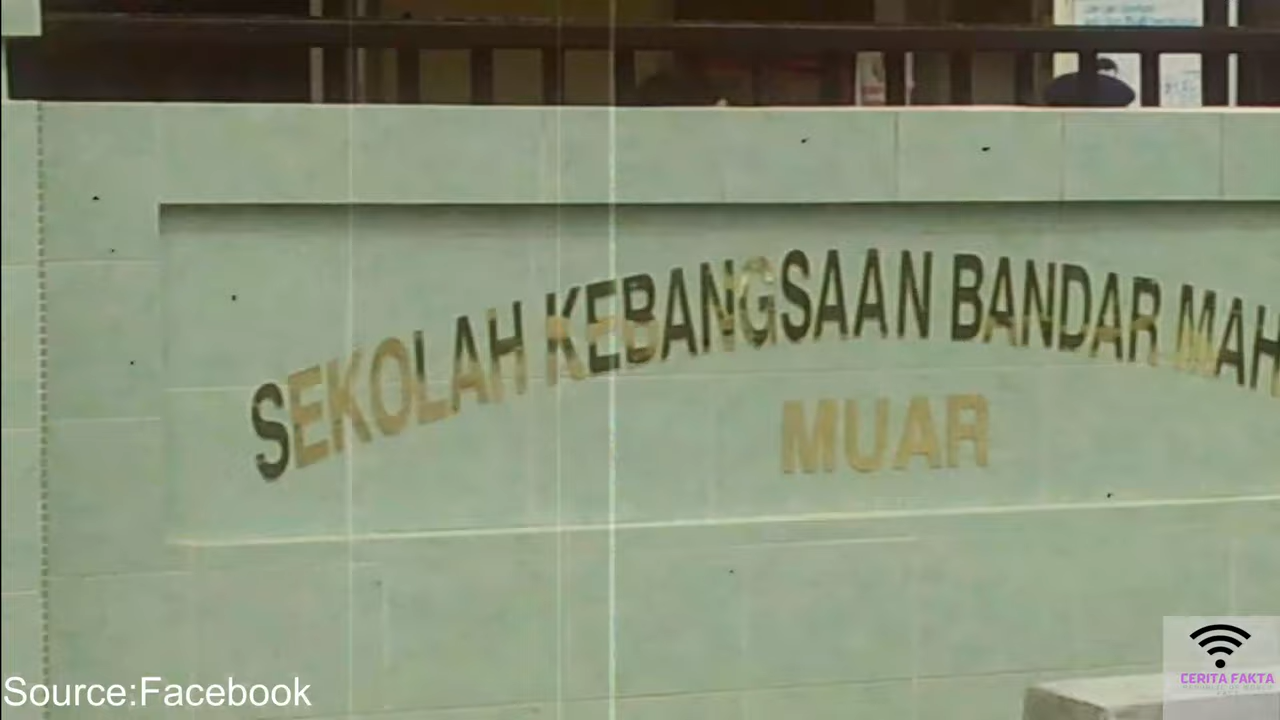 SEKOLAH KEBANGSAAN BANDAR MAH
MUAR
Source:Facebook
CERITA FAKTA